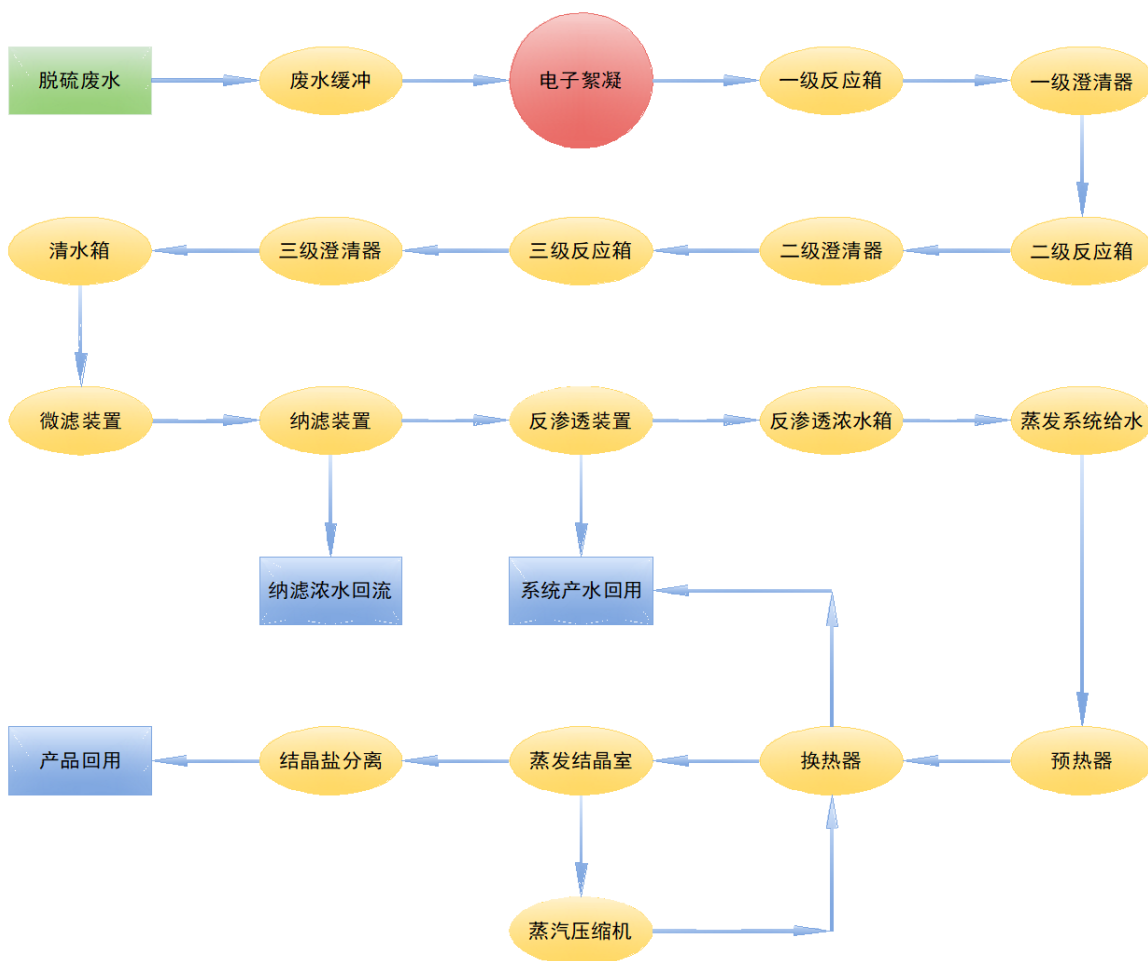 脱硫废水
废水缓冲
电子絮凝
一级反应箱
一级澄清器
清水箱
三级澄清器
三级反应箱
二级澄清器
二级反应箱
微滤装置
纳滤装置
反渗透装置
反渗透浓水箱
蒸发系统给水
纳滤浓水回流
系统产水回用
产品回用
结晶盐分离
蒸发结晶室
换热器
预热器
蒸汽压缩机